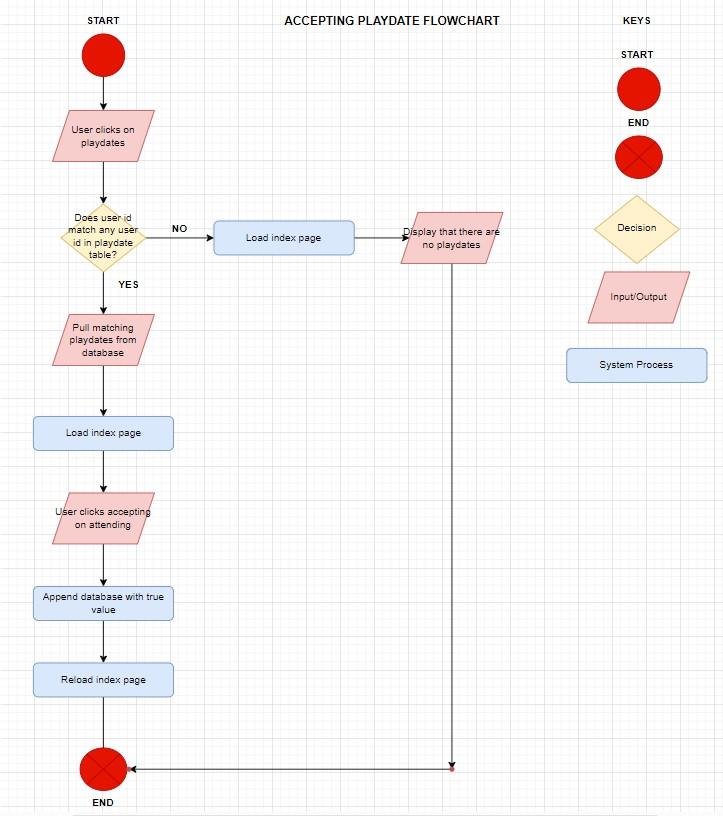 START
ACCEPTING PLAYDATE FLOWCHART
KEYS
START
END
User clicks on
playdates
Does user id
match any user
id in playdate
table?
NO
Load index page
Display that there are
no playdates
Decision
YES
Input/Output
Pull matching
playdates from
database
System Process
Load index page
User clicks accepting
on attending
Append database with true
value
Reload index page
END